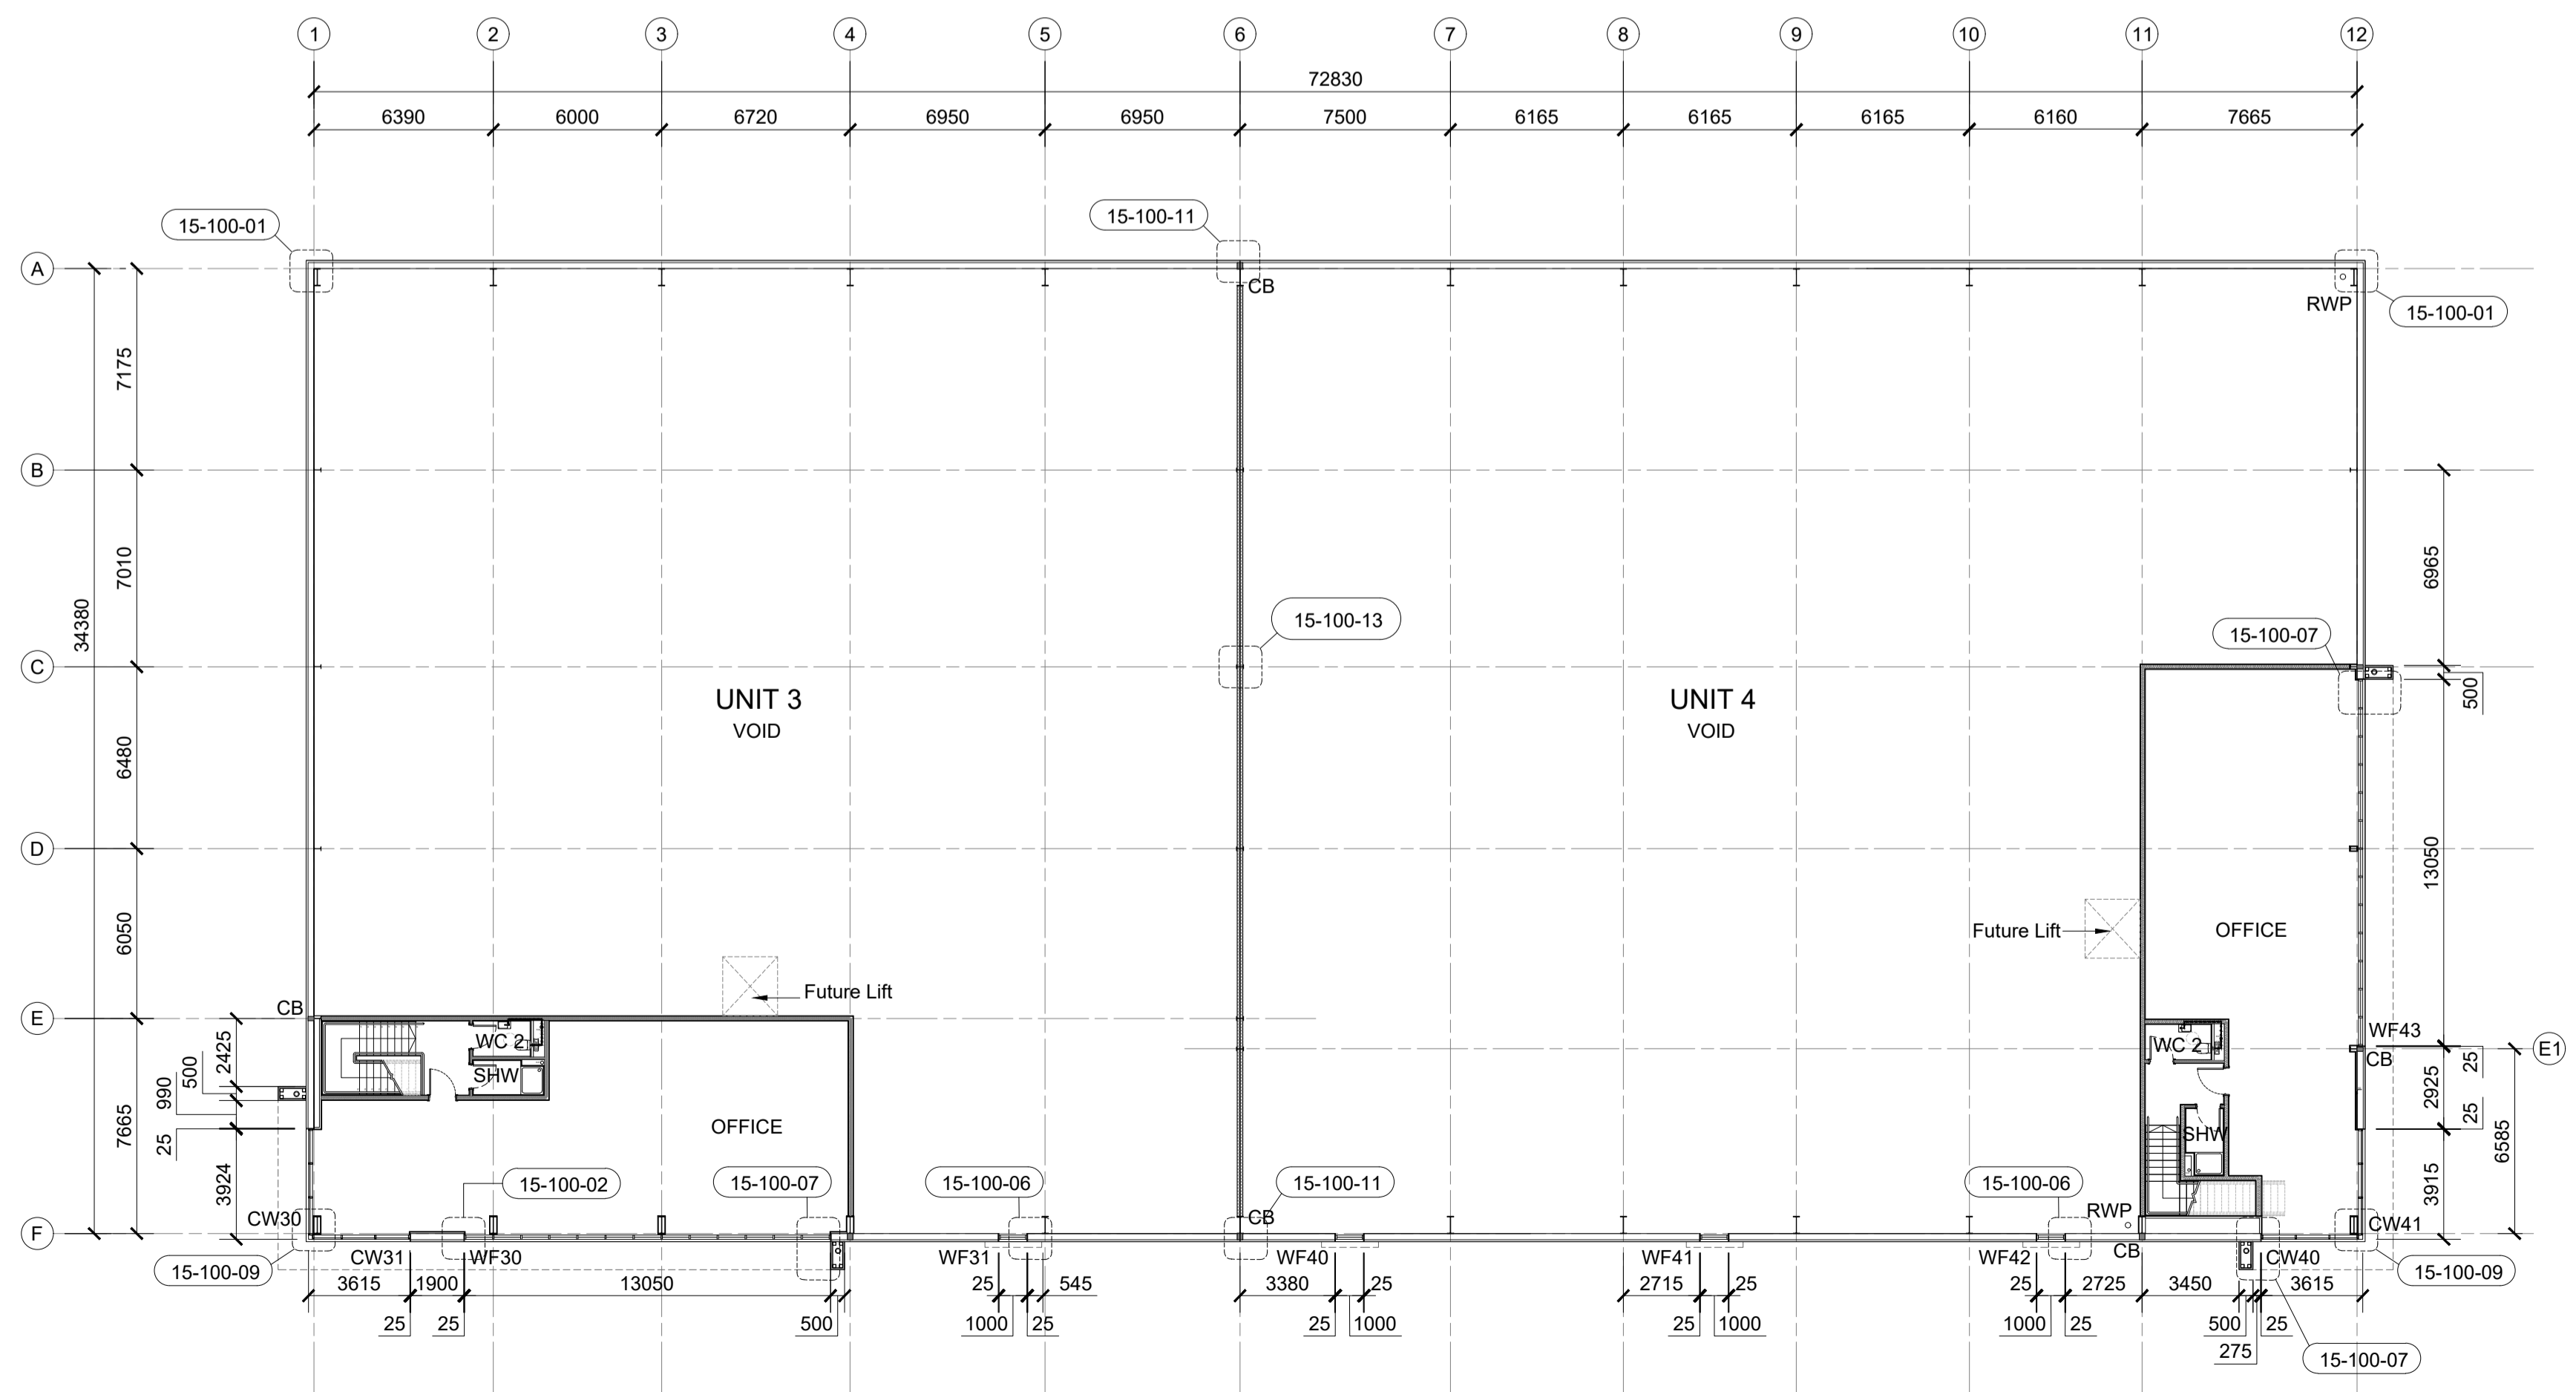 1 2 3 4 5 6 7 8 9 10 11 12
72830
6390 6000 6720 6950 6950 7500 6165 6165 6165 6160 7665
15-100-01 15-100-11
A
CB
RWP
15-100-01
7175
B
7010
6965
34380
15-100-13
15-100-07
C
500
UNIT 3
VOID
UNIT 4
VOID
6480
D
13050
6050
Future Lift
OFFICE
Future Lift
CB
E
WC 2
SHW
2425
500
990
25
7665
3924
OFFICE
WF43
CB
WC 2
SHW
E1
25
2925
25
6585
3915
15-100-02
15-100-07
15-100-06
15-100-11
15-100-06
CW30
CB
RWP
CW41
F
15-100-09
CW31 WF30 WF31 WF40 WF41 WF42 CB CW40
15-100-09
3615 1900 13050 25 545 3380 25 2715 25 25 2725 3450 3615
25 25 500 1000 25 25 1000 25 1000 1000 25 500 25
275
15-100-07